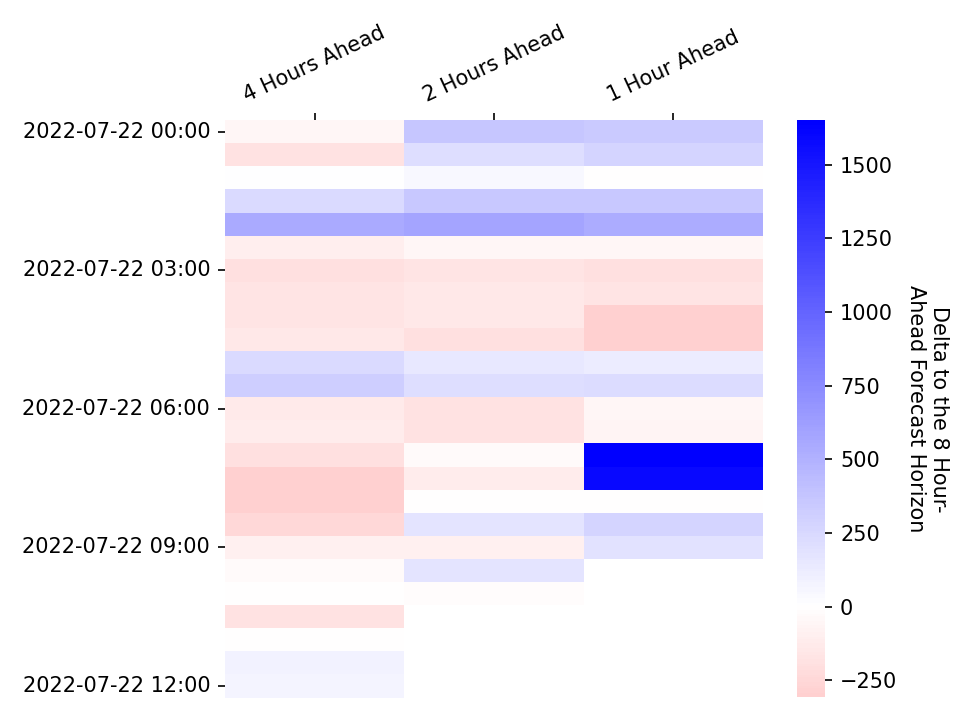 4 Hours Ahead
2 Hours Ahead
1 Hour Ahead
2022-07-22 00:00
2022-07-22 03:00
2022-07-22 06:00
2022-07-22 09:00
2022-07-22 12:00
1500
1250
1000
750
500
250
0
−250
Delta to the 8 Hour-
Ahead Forecast Horizon